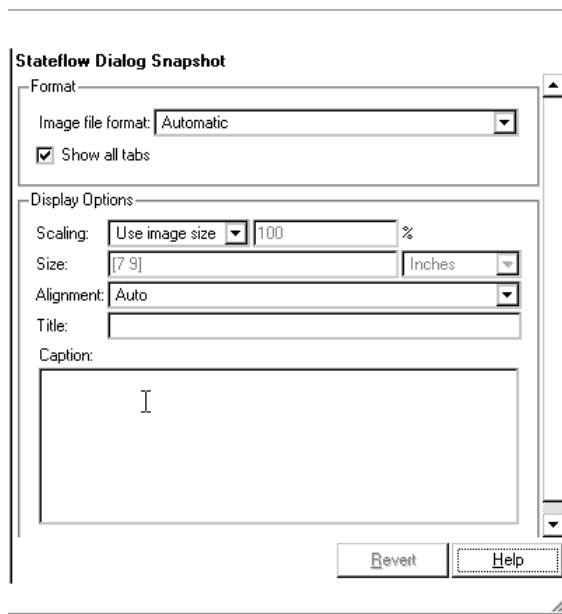 Stateflow Dialog Snapshot
Format
Image file format: Automatic
Show all tabs
Display Options
Scaling: Use image size 100 %
Size: [7 9] Inches
Alignment: Auto
Title:
Caption:
Revert Help